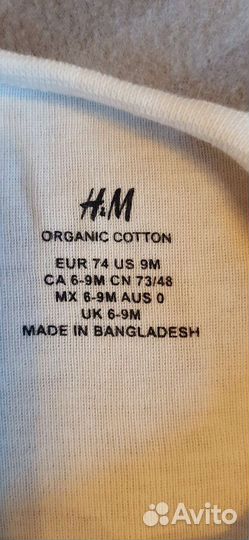 H&M
ORGANIC COTTON
EUR 74 US 9M
CA 6-9M CN 73/48
MX 6-9M AUS 0
UK 6-9M
MADE IN BANGLADESH
Avito